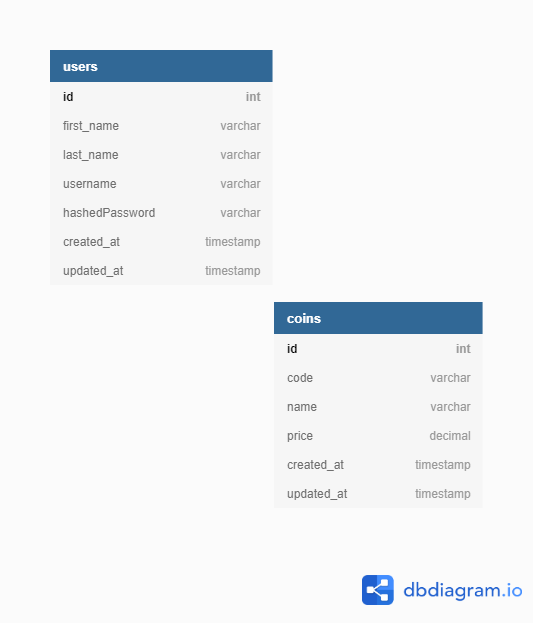 users
id int
first_name varchar
last_name varchar
username varchar
hashedPassword varchar
created_at timestamp
updated_at timestamp
coins
id int
code varchar
name varchar
price decimal
created_at timestamp
updated_at timestamp
dbdiagram.io